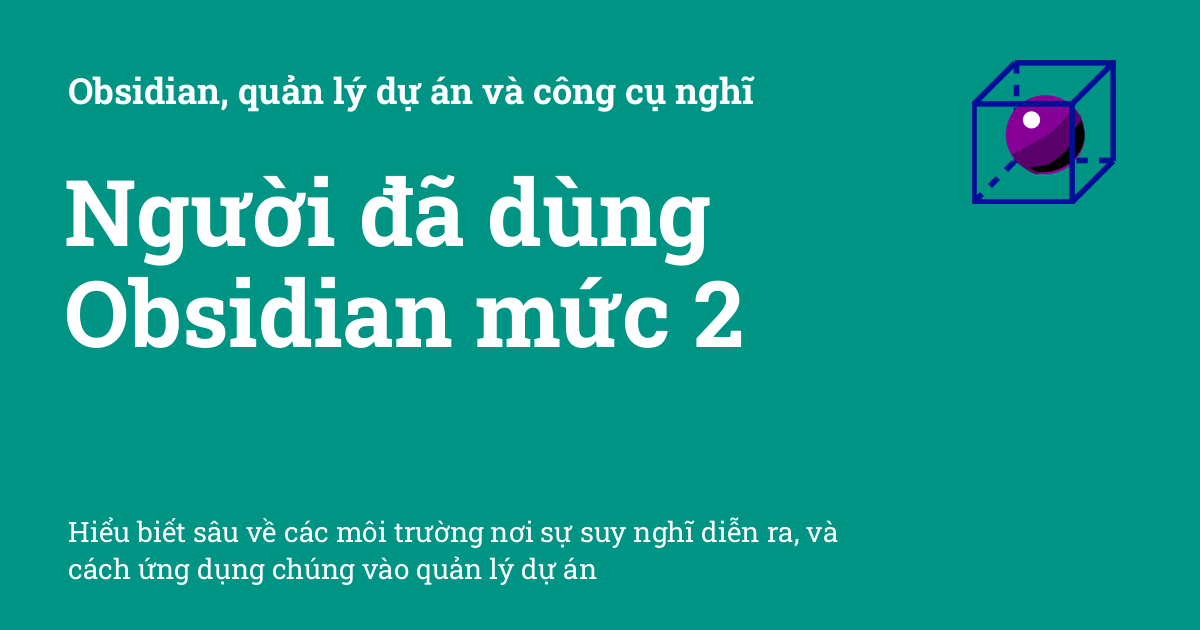 Obsidian, quản lý dự án và công cụ nghĩ
Người đã dùng
Obsidian mức 2
Hiểu biết sâu về các môi trường nơi sự suy nghĩ diễn ra, và
cách ứng dụng chúng vào quản lý dự án